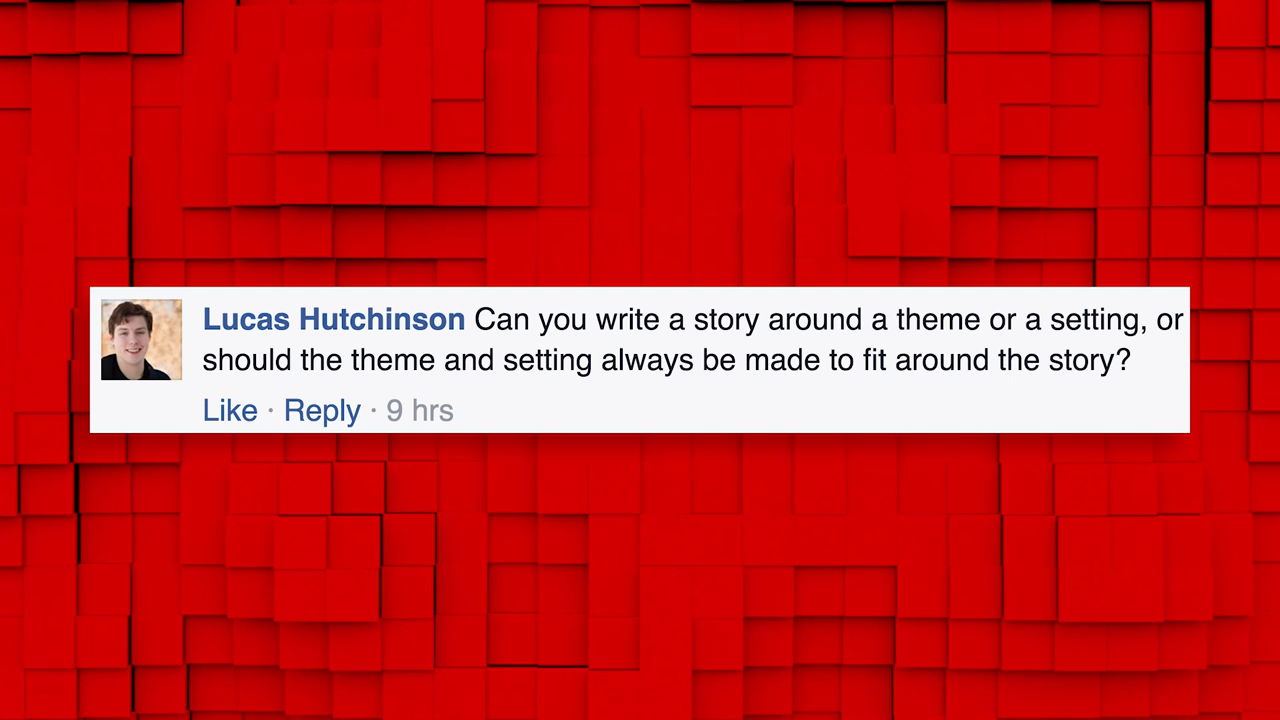 Lucas Hutchinson Can you write a story around a theme or a setting, or
should the theme and setting always be made to fit around the story?
Like · Reply · 9 hrs